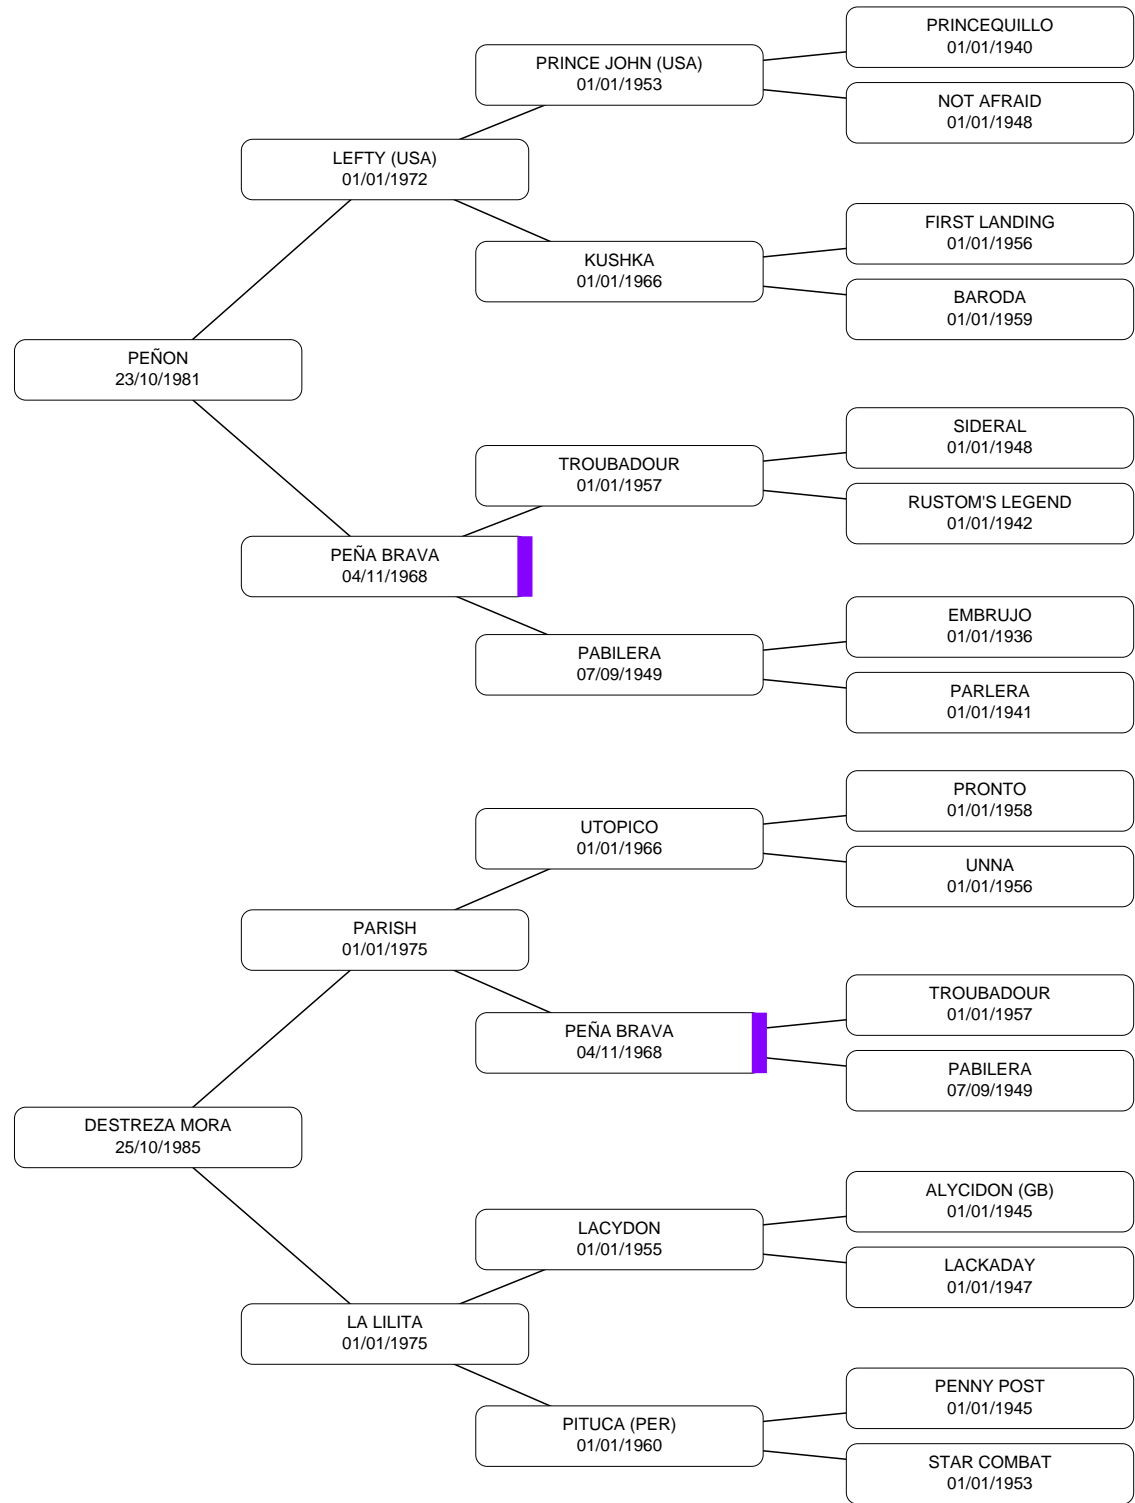 PRINCEQUILLO
01/01/1940
PRINCE JOHN (USA)
01/01/1953
NOT AFRAID
01/01/1948
LEFTY (USA)
01/01/1972
FIRST LANDING
01/01/1956
KUSHKA
01/01/1966
BARODA
01/01/1959
PEÑON
23/10/1981
SIDERAL
01/01/1948
TROUBADOUR
01/01/1957
RUSTOM'S LEGEND
01/01/1942
PEÑA BRAVA
04/11/1968
EMBRUJO
01/01/1936
PABILERA
07/09/1949
PARLERA
01/01/1941
PRONTO
01/01/1958
UTOPICO
01/01/1966
UNNA
01/01/1956
PARISH
01/01/1975
TROUBADOUR
01/01/1957
PEÑA BRAVA
04/11/1968
PABILERA
07/09/1949
DESTREZA MORA
25/10/1985
ALYCIDON (GB)
01/01/1945
LACYDON
01/01/1955
LACKADAY
01/01/1947
LA LILITA
01/01/1975
PENNY POST
01/01/1945
PITUCA (PER)
01/01/1960
STAR COMBAT
01/01/1953